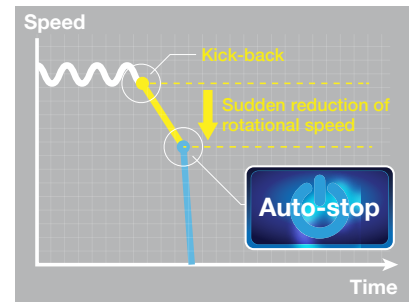 Speed
Kick-back
Sudden reduction of
rotational speed
Auto-stop
Time